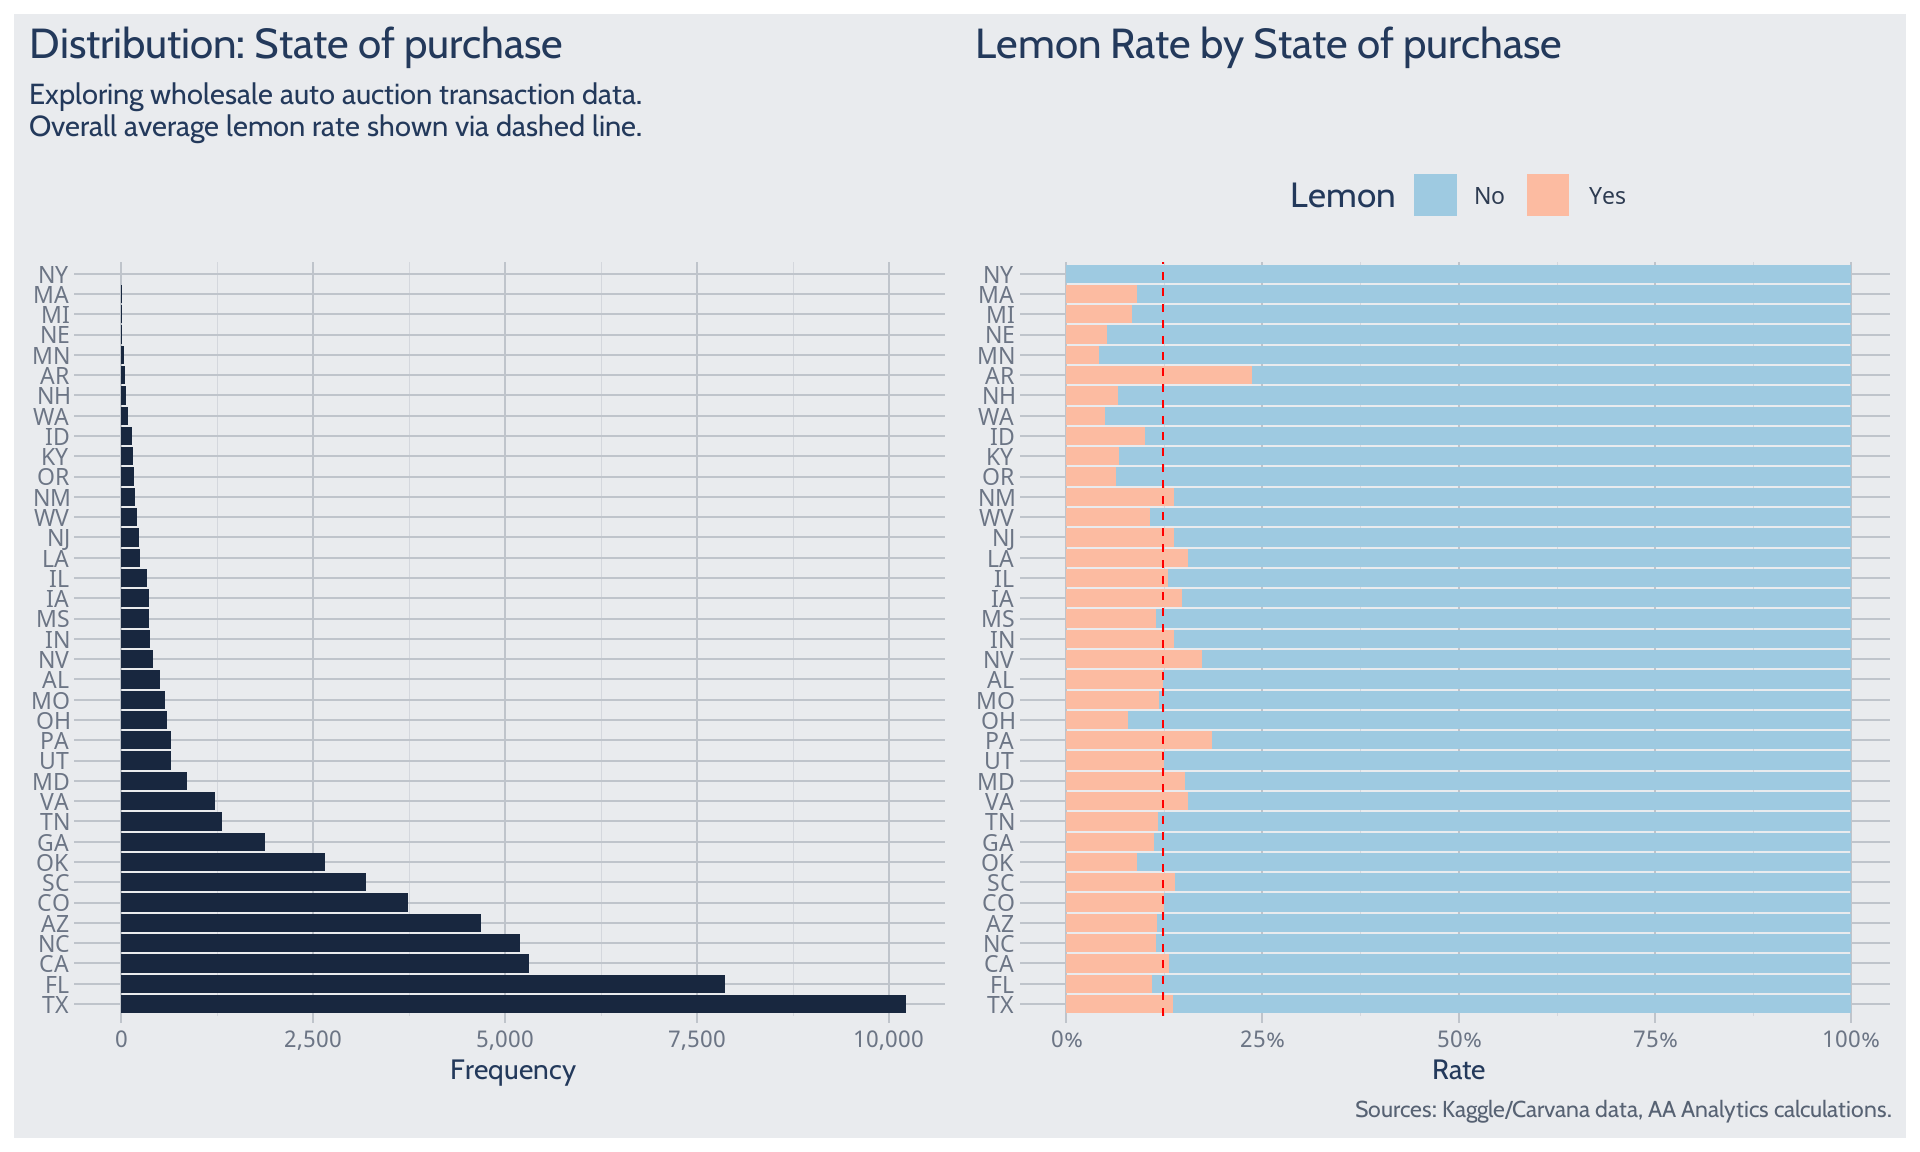 Distribution: State of purchase
Exploring wholesale auto auction transaction data.
Overall average lemon rate shown via dashed line.
NY
MA
MI
NE
MN
AR
NH
WA
ID
KY
OR
NM
WV
NJ
LA
IL
IA
MS
IN
NV
AL
MO
OH
PA
UT
MD
VA
TN
GA
OK
SC
CO
AZ
NC
CA
FL
TX
0 2,500 5,000 7,500 10,000
Frequency
Lemon Rate by State of purchase
Lemon No Yes
NY
MA
MI
NE
MN
AR
NH
WA
ID
KY
OR
NM
WV
NJ
LA
IL
IA
MS
IN
NV
AL
MO
OH
PA
UT
MD
VA
TN
GA
OK
SC
CO
AZ
NC
CA
FL
TX
0% 25% 50% 75% 100%
Rate
Sources: Kaggle/Carvana data, AA Analytics calculations.